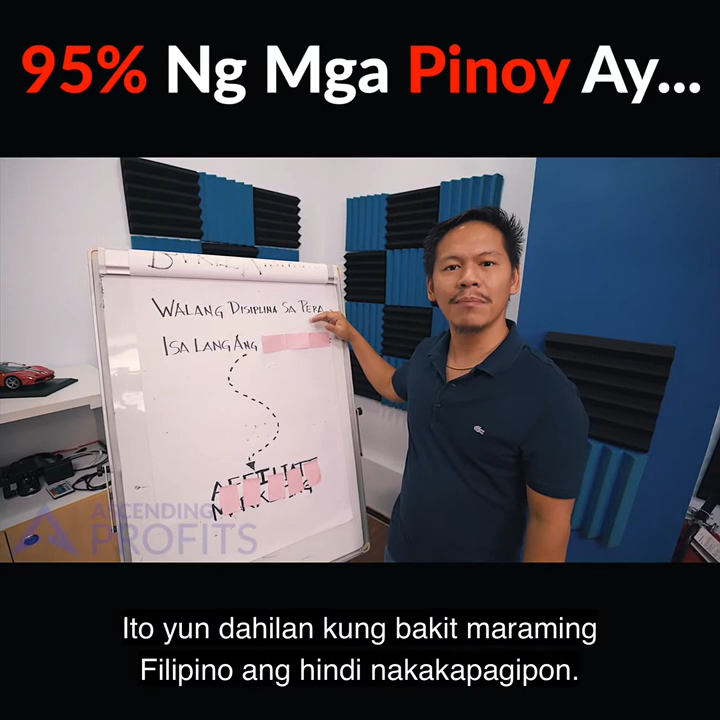 95% Ng Mga Pinoy Ay...
WALANG DISIPLINA SA PERA
ISA LANG ANG
AFFILIATE
ASCENDING
PROFITS
Ito yun dahilan kung bakit maraming
Filipino ang hindi nakakapagipon.